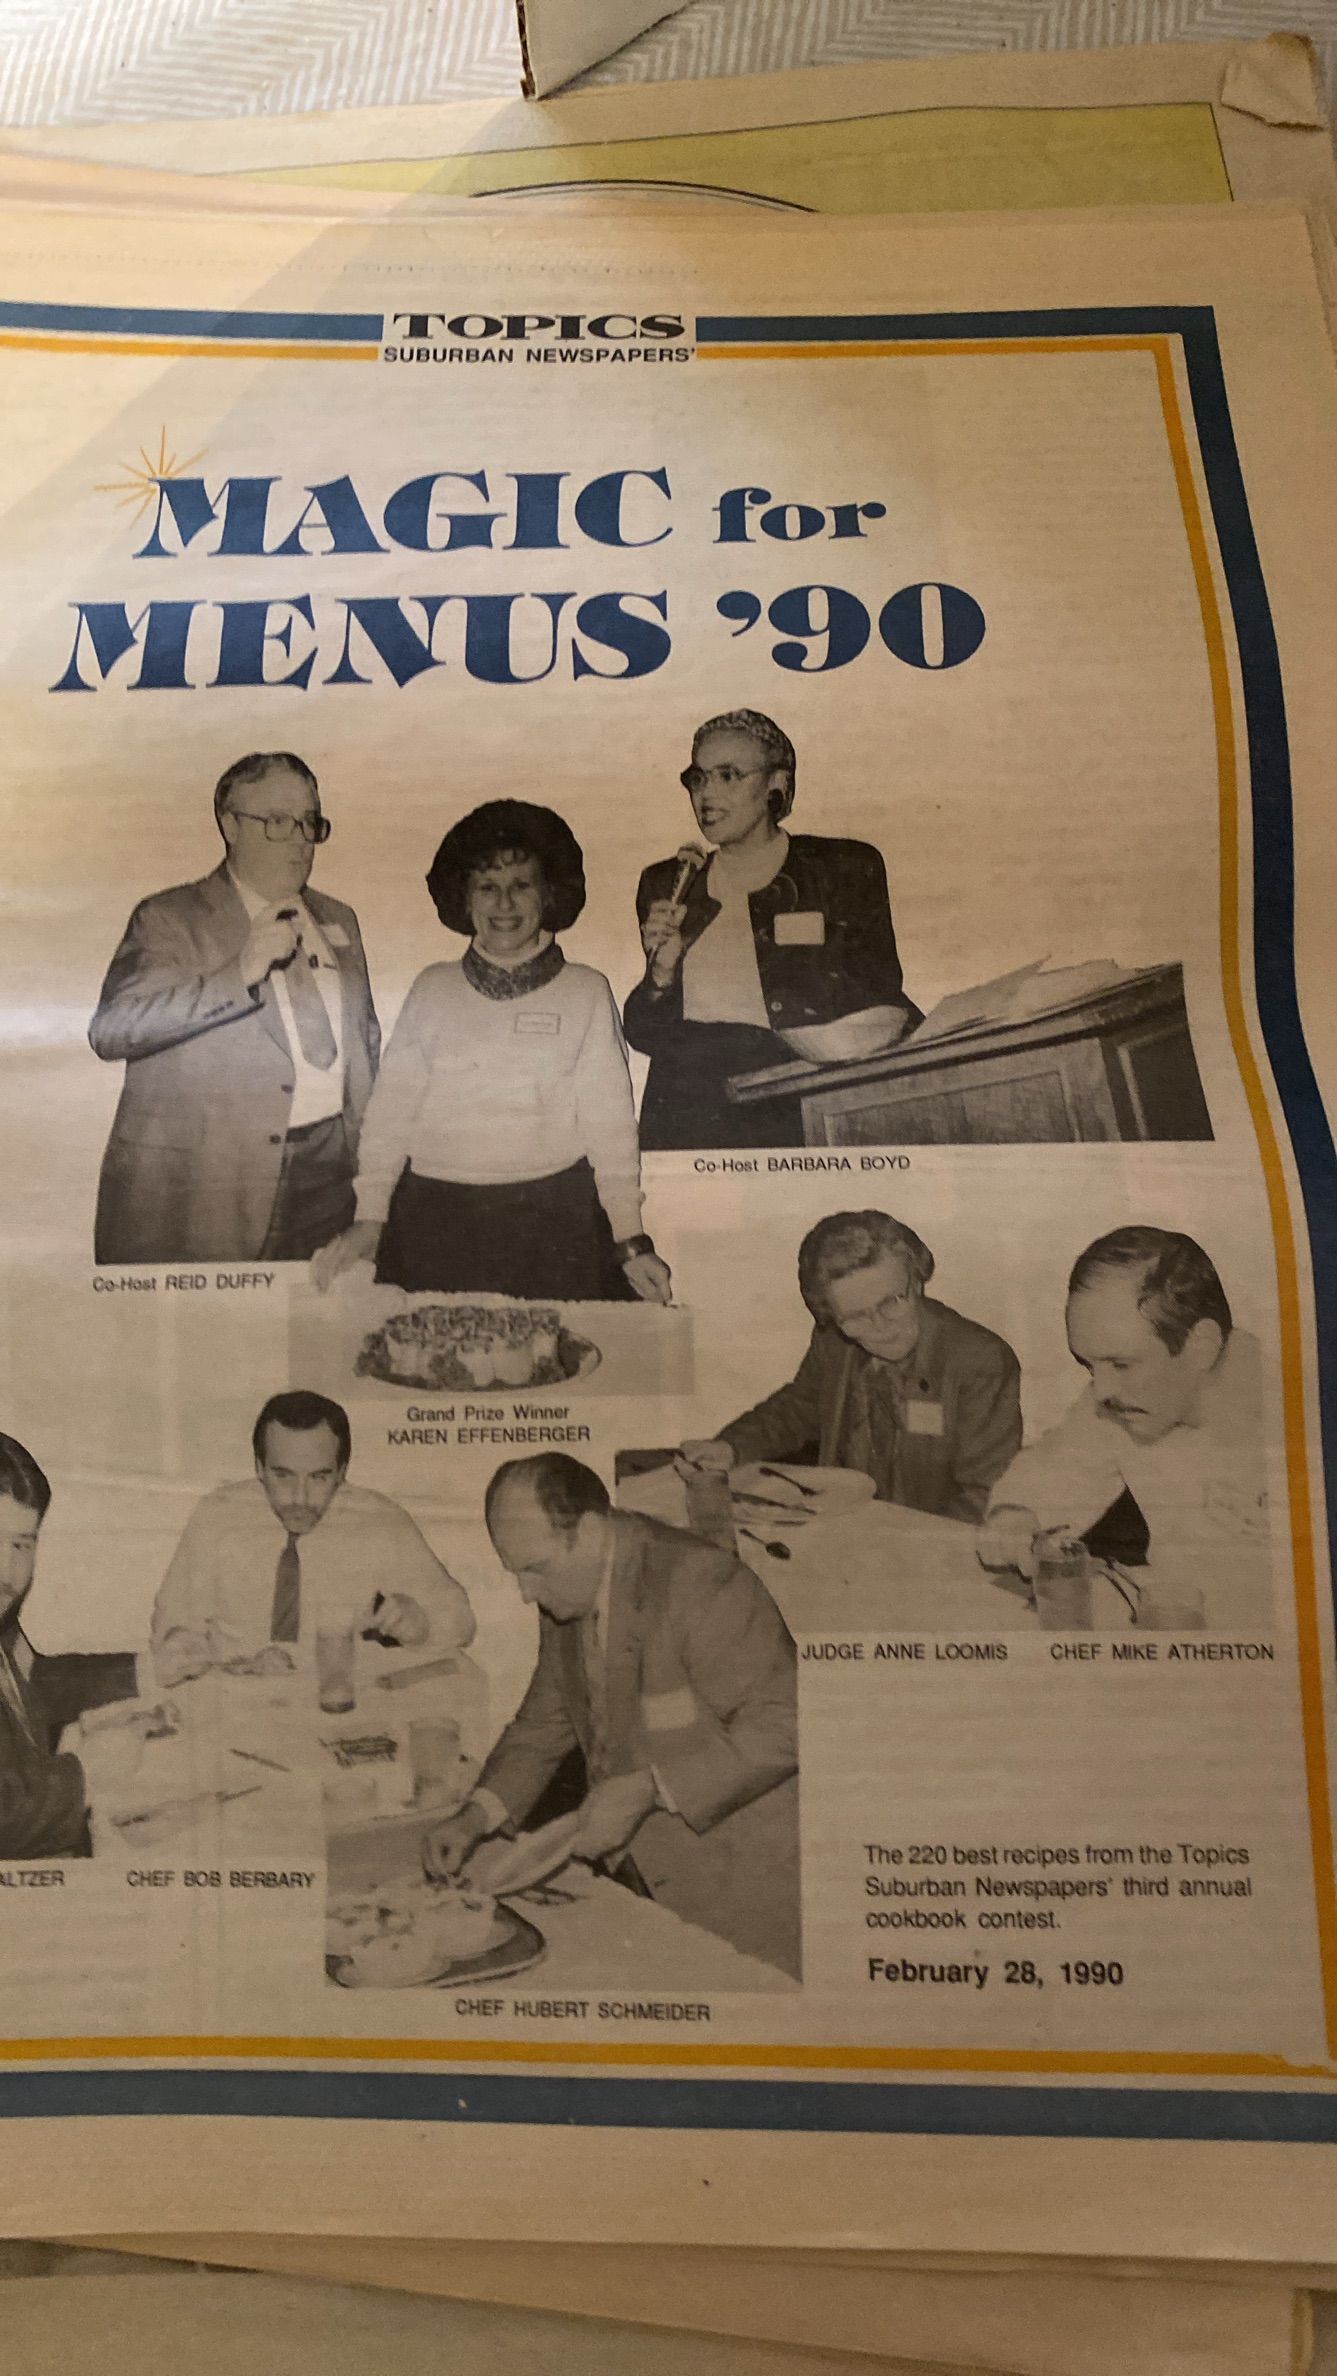 TOPICS
SUBURBAN NEWSPAPERS'
MAGIC for
MENUS '90
Co-Host BARBARA BOYD
Co-Host REID DUFFY
Grand Prize Winner
KAREN EFFENBERGER
JUDGE ANNE LOOMIS
CHEF MIKE ATHERTON
ALTZER
CHEF BOB BERBARY
The 220 best recipes from the Topics
Suburban Newspapers' third annual
cookbook contest.
February 28, 1990
CHEF HUBERT SCHMEIDER